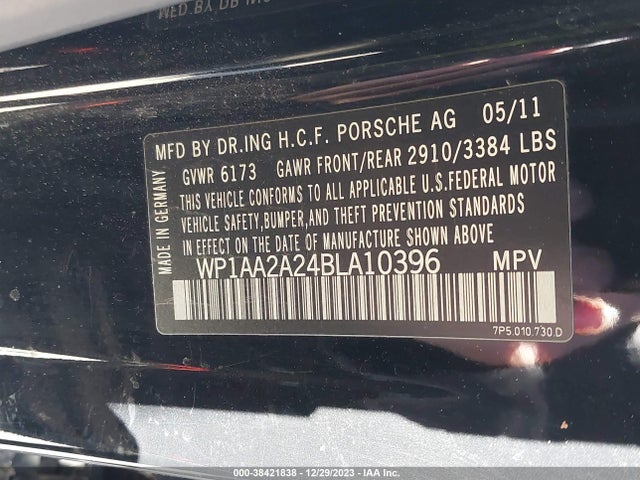 MFD BY DR.ING H.C.F. PORSCHE AG 05/11
GVWR 6173 GAWR FRONT/REAR 2910/3384 LBS
THIS VEHICLE CONFORMS TO ALL APPLICABLE U.S.FEDERAL MOTOR
VEHICLE SAFETY,BUMPER,AND THEFT PREVENTION STANDARDS
IN EFFECT ON THE DATE OF MANUFACTURE SHOWN ABOVE
WP1AA2A24BLA10396 MPV
7P5.010.730.D
MADE IN GERMANY
000-38421838 - 12/29/2023 - IAA Inc.